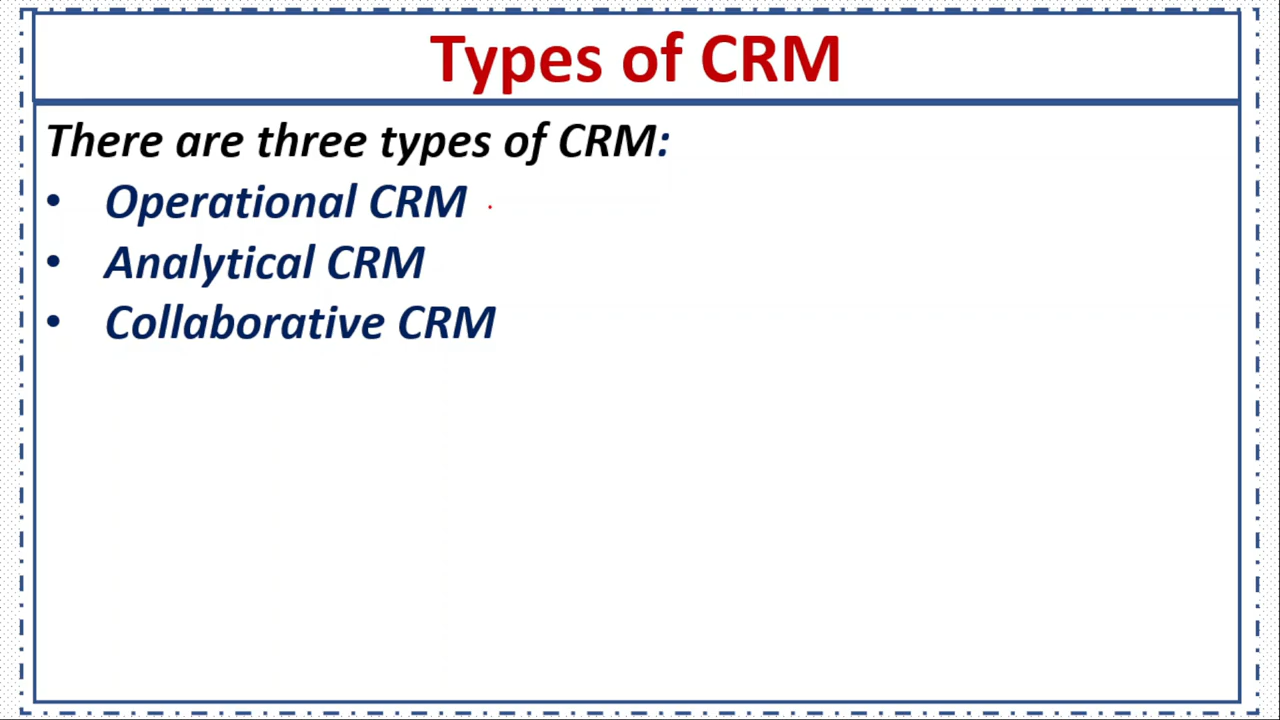 Types of CRM
There are three types of CRM:
• Operational CRM
• Analytical CRM
• Collaborative CRM